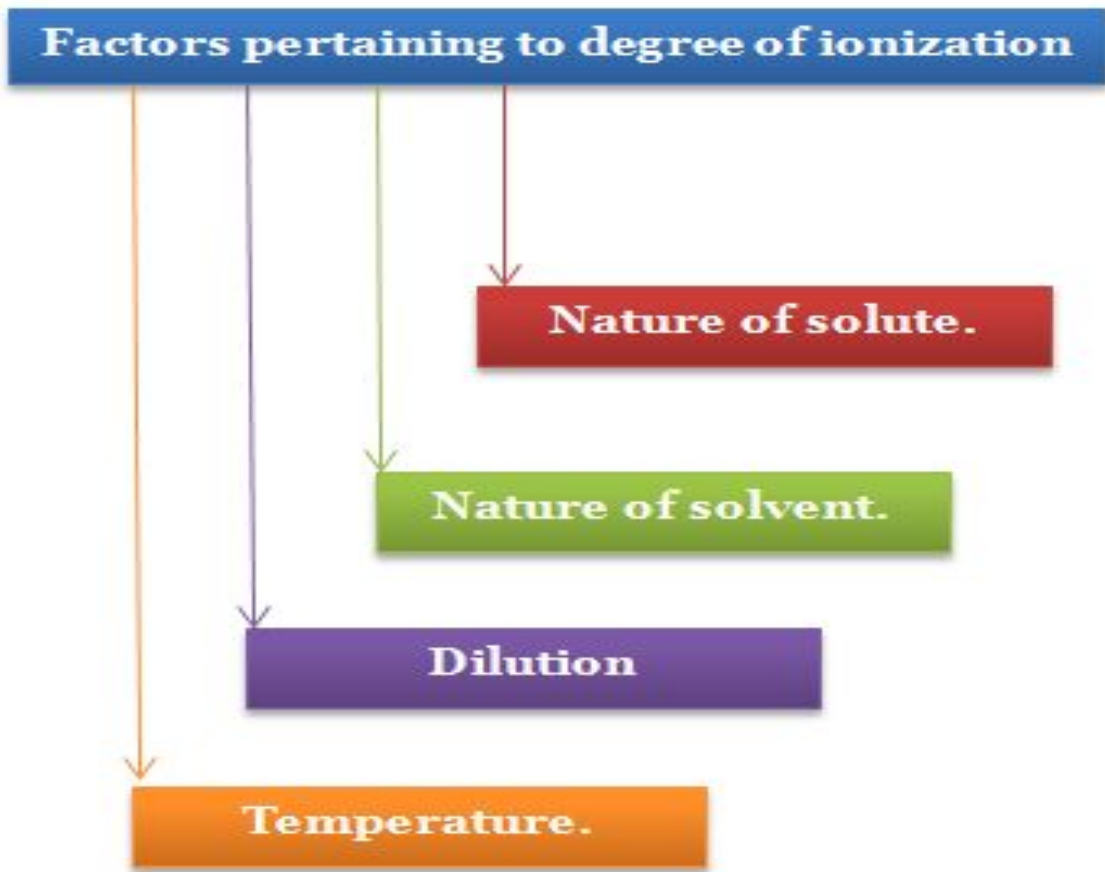 Factors pertaining to degree of ionization
Nature of solute.
Nature of solvent.
Dilution
Temperature.